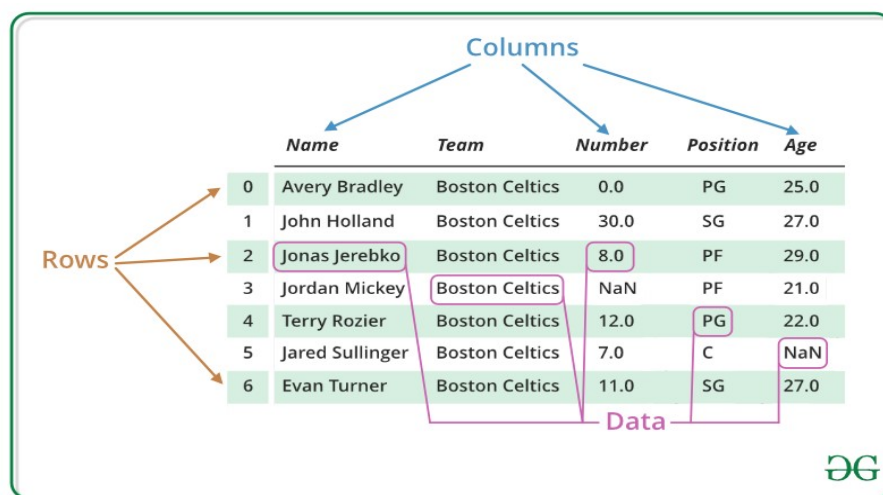 Columns
Name Team Number Position Age
0 Avery Bradley Boston Celtics 0.0 PG 25.0
1 John Holland Boston Celtics 30.0 SG 27.0
Rows
2 Jonas Jerebko Boston Celtics 8.0 PF 29.0
3 Jordan Mickey Boston Celtics NaN PF 21.0
4 Terry Rozier Boston Celtics 12.0 PG 22.0
5 Jared Sullinger Boston Celtics 7.0 C NaN
6 Evan Turner Boston Celtics 11.0 SG 27.0
Data